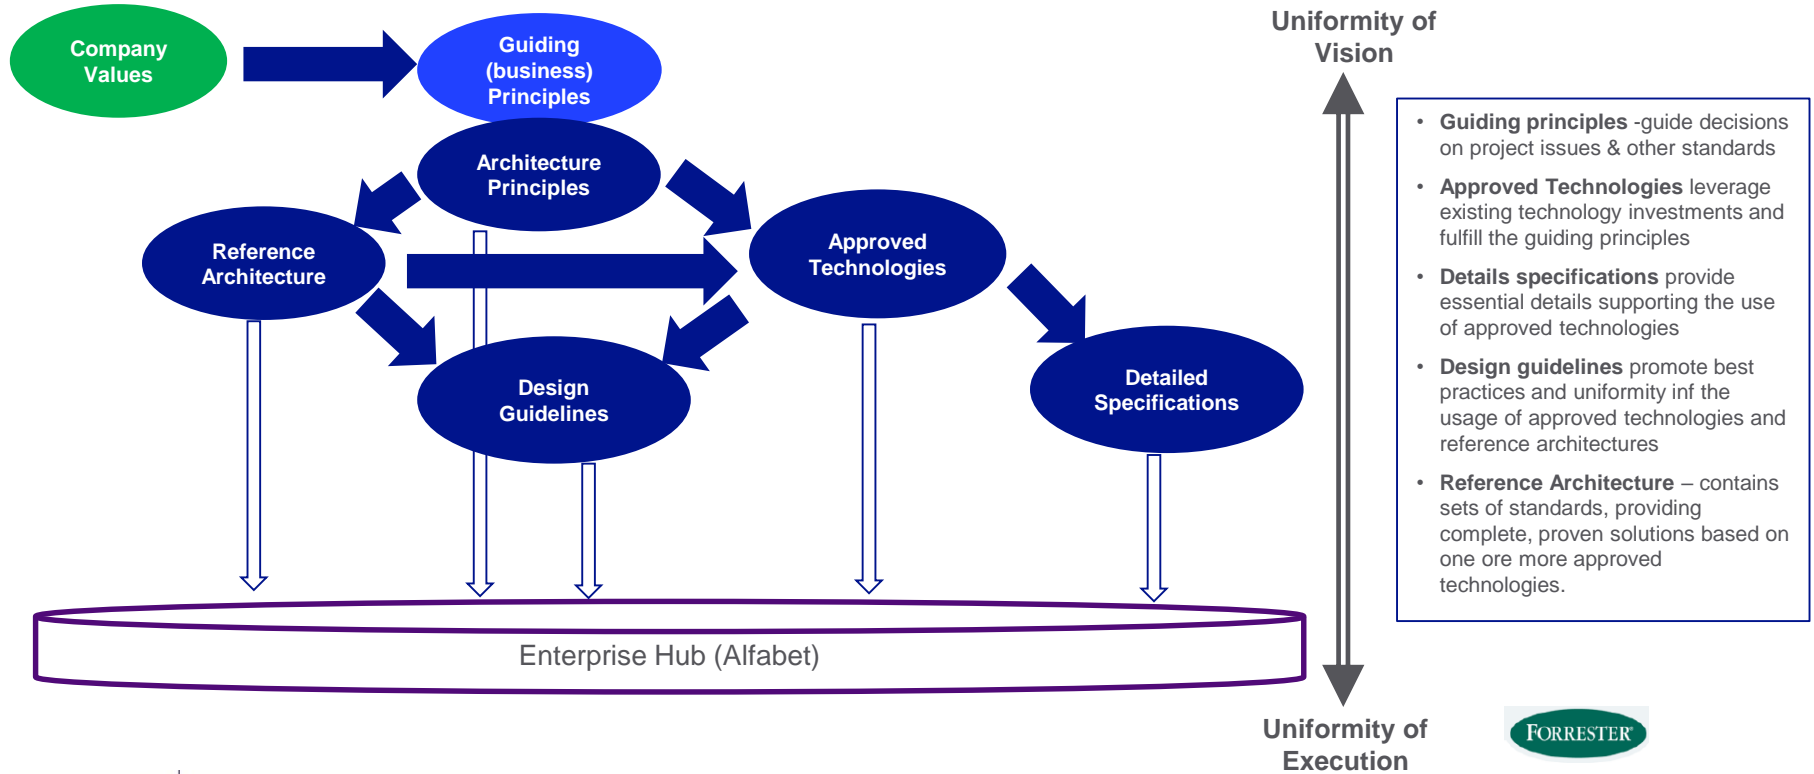 Company
Values
Guiding
(business)
Principles
Architecture
Principles
Reference
Architecture
Approved
Technologies
Design
Guidelines
Detailed
Specifications
Enterprise Hub (Alfabet)
Uniformity of
Vision
Uniformity of
Execution
• Guiding principles -guide decisions
on project issues & other standards
• Approved Technologies leverage
existing technology investments and
fulfill the guiding principles
• Details specifications provide
essential details supporting the use
of approved technologies
• Design guidelines promote best
practices and uniformity inf the
usage of approved technologies and
reference architectures
• Reference Architecture – contains
sets of standards, providing
complete, proven solutions based on
one ore more approved
technologies.
FORRESTER®